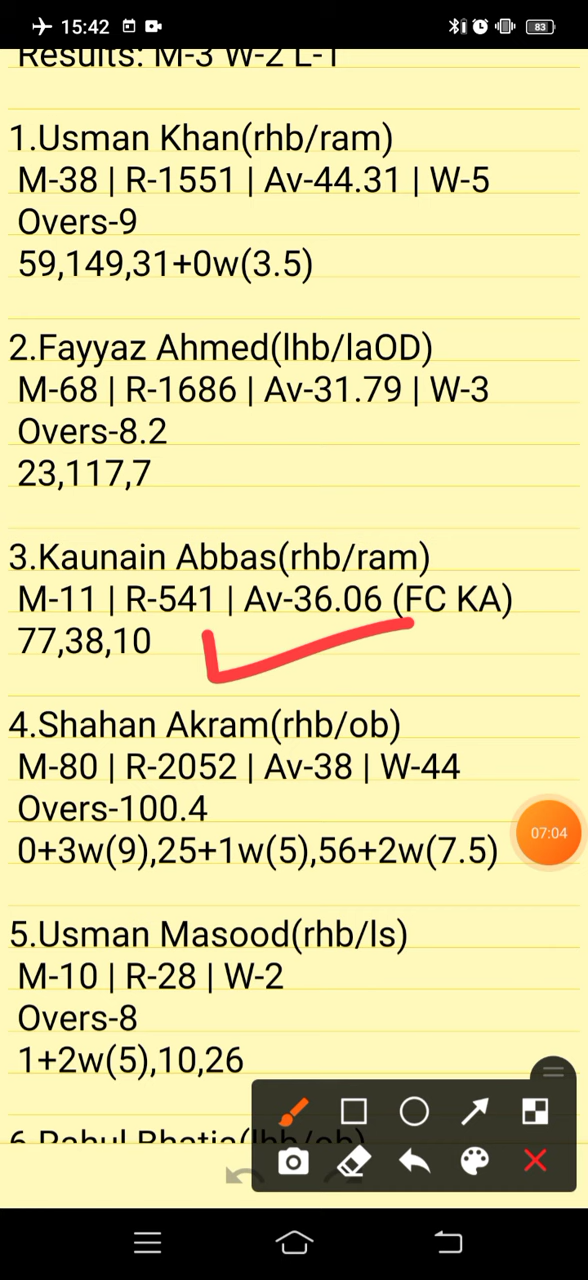 15:42
83
Results: M-3 W-2 L-1
1.Usman Khan(rhb/ram)
M-38 | R-1551 | Av-44.31 | W-5
Overs-9
59,149,31+0w(3.5)
2.Fayyaz Ahmed(lhb/laOD)
M-68 | R-1686 | Av-31.79 | W-3
Overs-8.2
23,117,7
3.Kaunain Abbas(rhb/ram)
M-11 | R-541 | Av-36.06 (FC KA)
77,38,10
4.Shahan Akram(rhb/ob)
M-80 | R-2052 | Av-38 | W-44
Overs-100.4
07:04
0+3w(9),25+1w(5),56+2w(7.5)
5.Usman Masood(rhb/ls)
M-10 | R-28 | W-2
Overs-8
1+2w(5),10,26
6.Rahul Bhatia(lhb/ob)